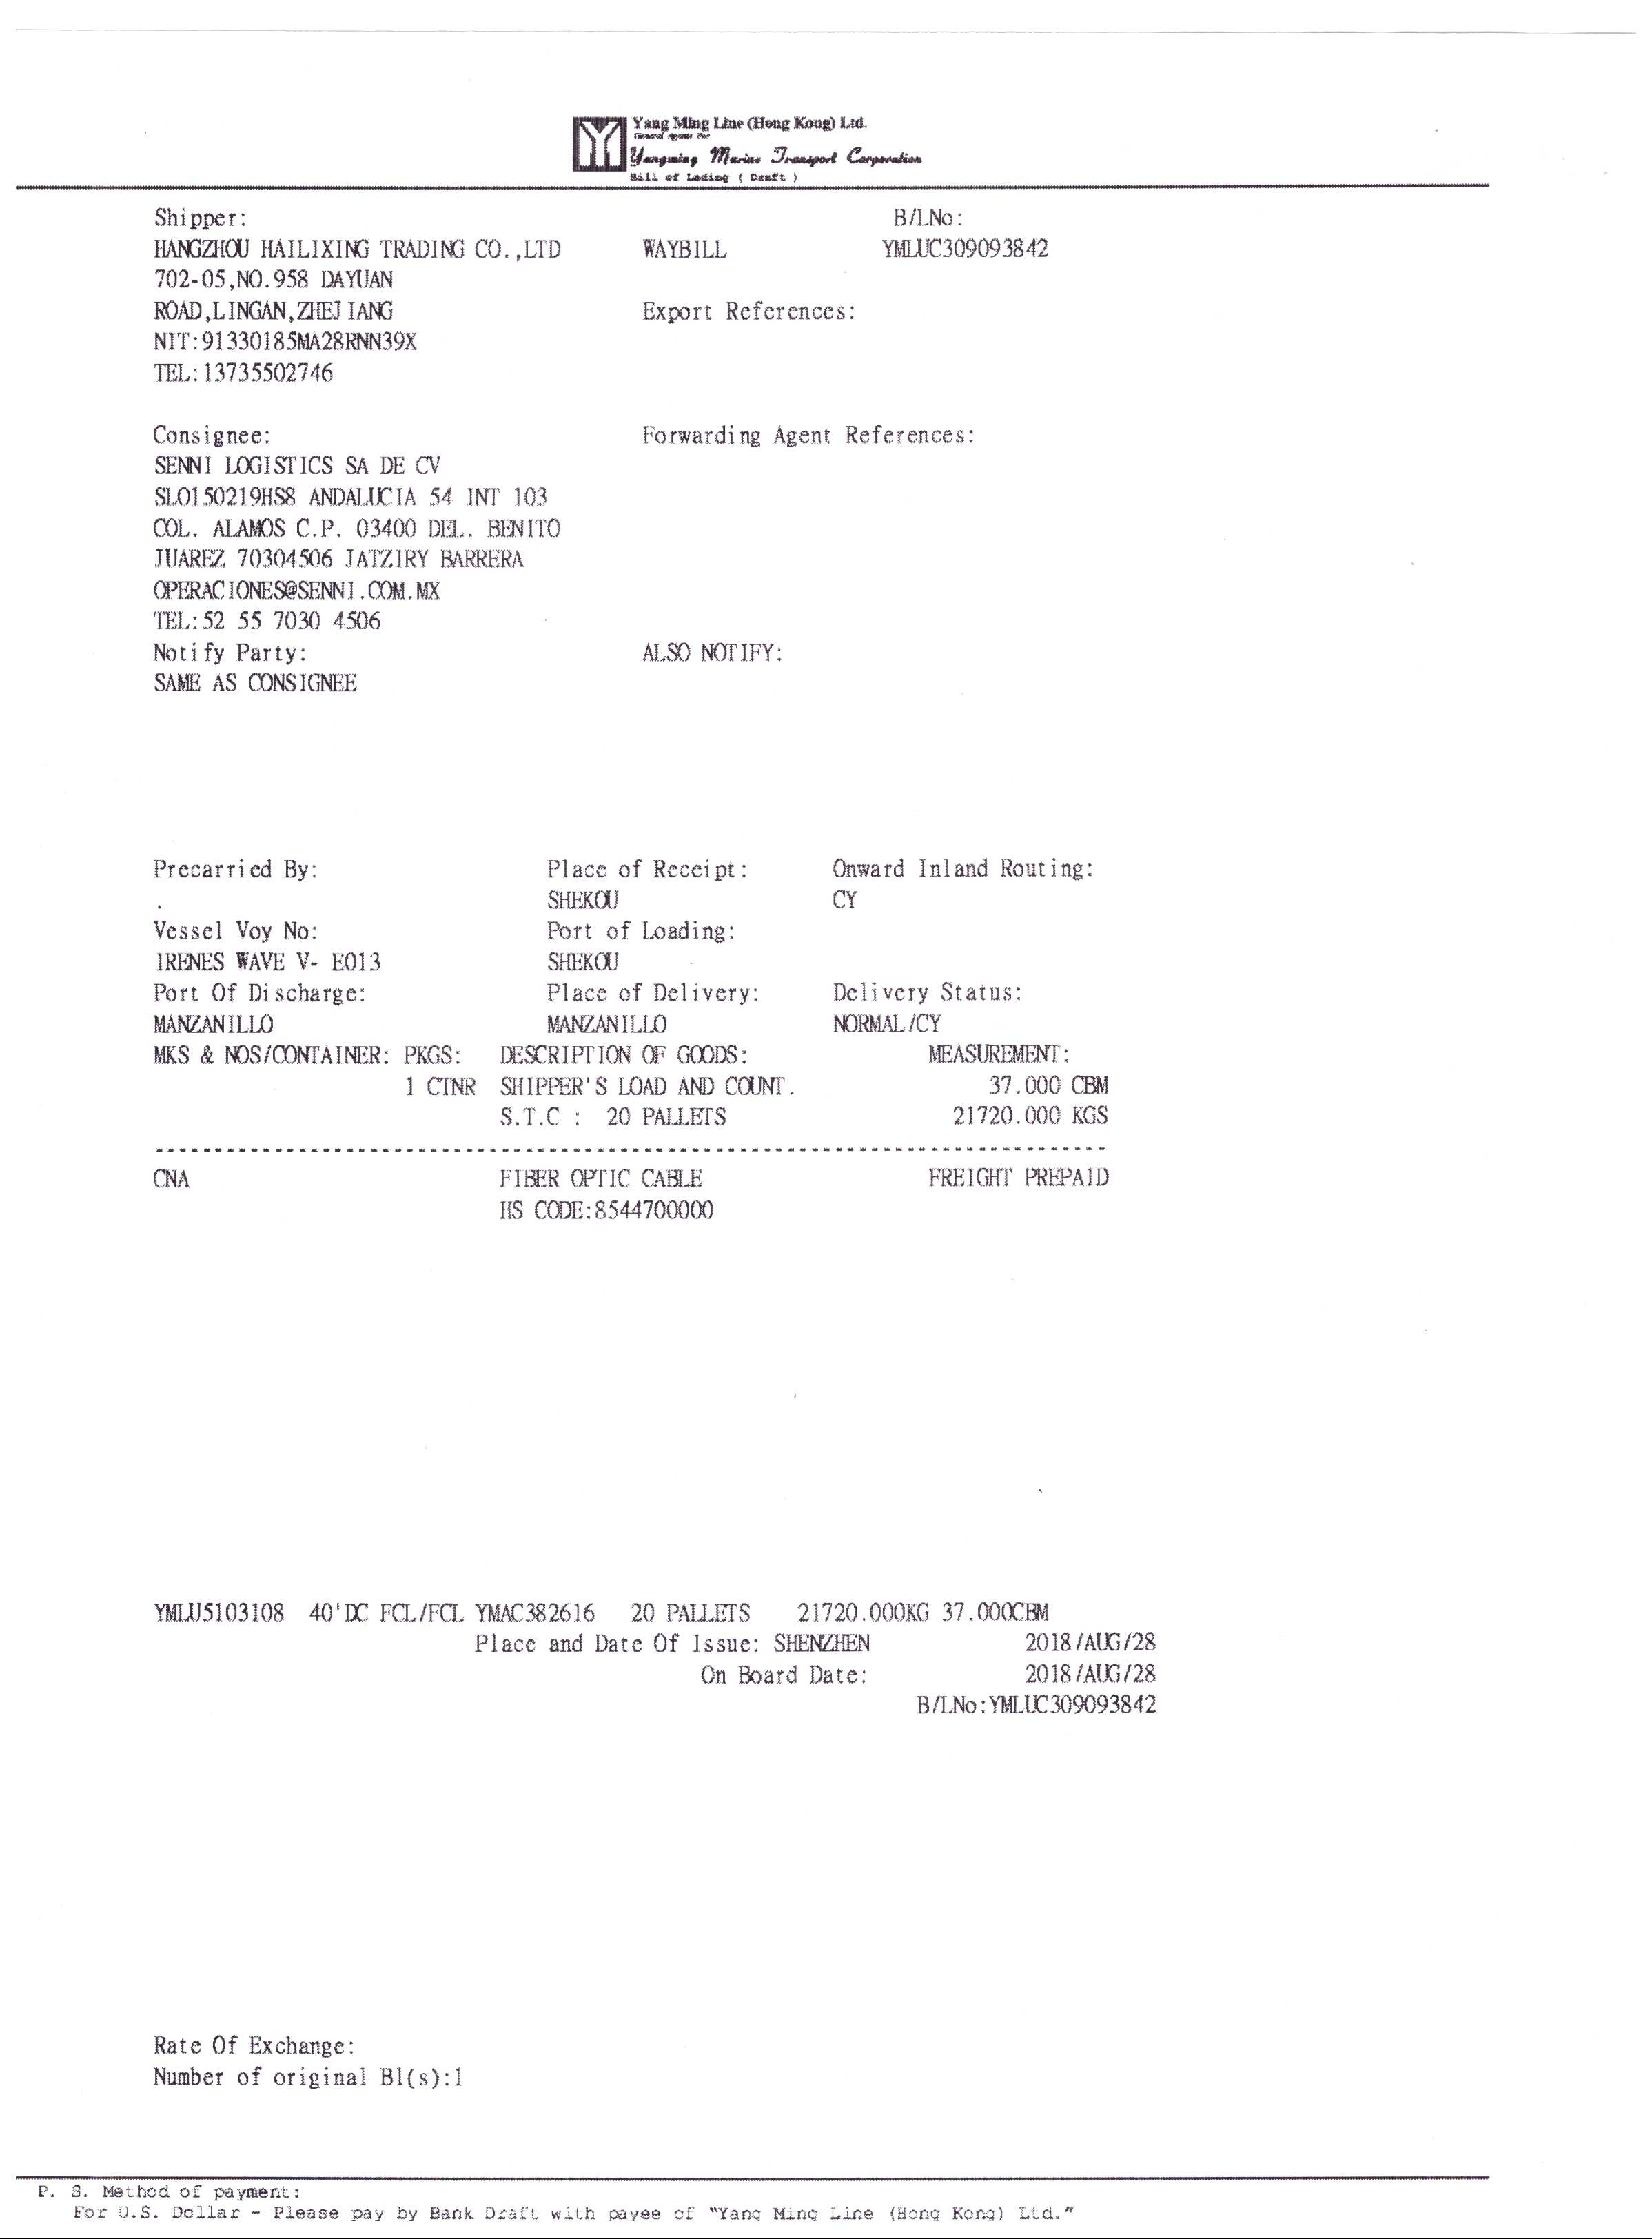 Yang Ming Line (Hong Kong) Ltd.
General Agents For
Yangming Marine Transport Corporation
Bill of Lading ( Draft )
Shipper: B/LNo:
HANGZHOU HAILIXING TRADING CO.,LTD WAYBILL YMLUC309093842
702-05,NO.958 DAYUAN
ROAD,LINGAN,ZHEJIANG Export References:
NIT:91330185MA28RNN39X
TEL:13735502746
Consignee: Forwarding Agent References:
SENNI LOGISTICS SA DE CV
SLO150219HS8 ANDALUCIA 54 INT 103
COL. ALAMOS C.P. 03400 DEL. BENITO
JUAREZ 70304506 JATZIRY BARRERA
OPERACIONES@SENNI.COM.MX
TEL:52 55 7030 4506
Notify Party: ALSO NOTIFY:
SAME AS CONSIGNEE
Precarried By: Place of Receipt: Onward Inland Routing:
. SHEKOU CY
Vessel Voy No: Port of Loading:
IRENES WAVE V- E013 SHEKOU
Port Of Discharge: Place of Delivery: Delivery Status:
MANZANILLO MANZANILLO NORMAL/CY
MKS & NOS/CONTAINER: PKGS: DESCRIPTION OF GOODS: MEASUREMENT:
1 CTNR SHIPPER'S LOAD AND COUNT. 37.000 CBM
S.T.C : 20 PALLETS 21720.000 KGS
--------------------------------------------------------------------------------
CNA FIBER OPTIC CABLE FREIGHT PREPAID
HS CODE:8544700000
YMLU5103108 40'DC FCL/FCL YMAC382616 20 PALLETS 21720.000KG 37.000CBM
Place and Date Of Issue: SHENZHEN 2018/AUG/28
On Board Date: 2018/AUG/28
B/LNo:YMLUC309093842
Rate Of Exchange:
Number of original Bl(s):1
P. S. Method of payment:
For U.S. Dollar - Please pay by Bank Draft with payee of "Yang Ming Line (Hong Kong) Ltd."